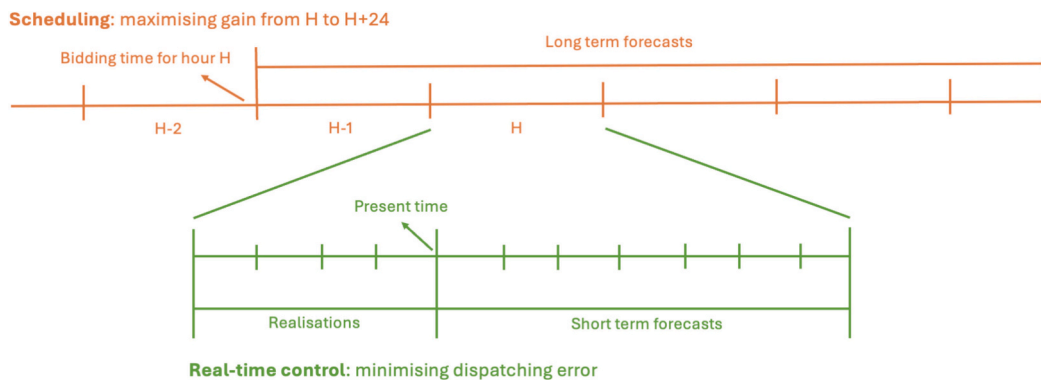 Scheduling: maximising gain from H to H+24
Long term forecasts
Bidding time for hour H
H-2
H-1
H
Present time
Realisations
Short term forecasts
Real-time control: minimising dispatching error